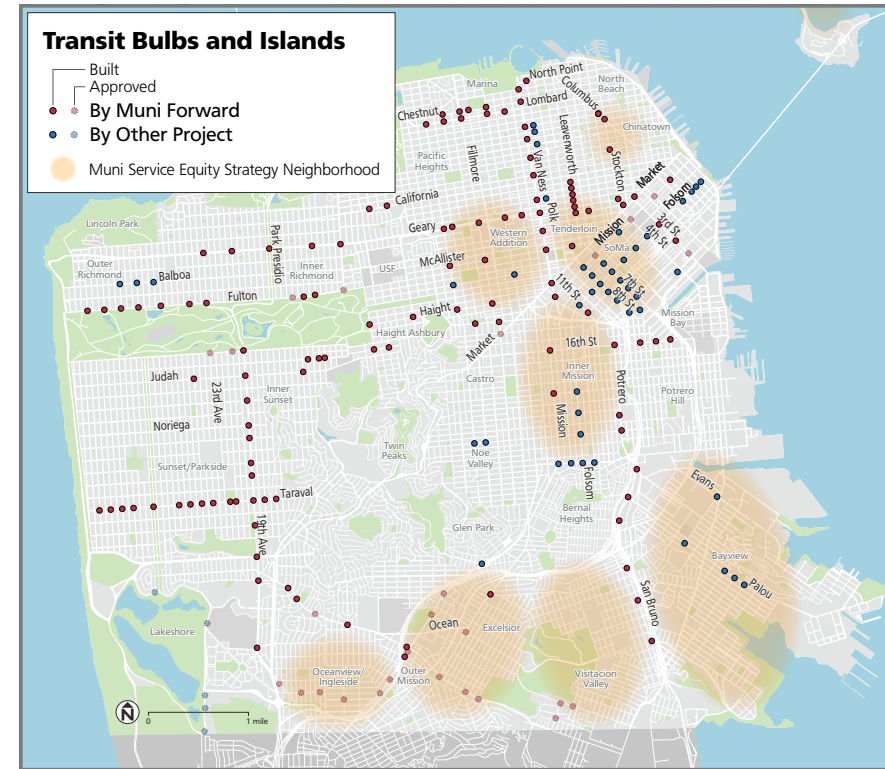 Transit Bulbs and Islands
Built
Approved
By Muni Forward
By Other Project
Muni Service Equity Strategy Neighborhood
North Point
Marina
North
Beach
Lombard
Columbus
Chestnut
Chinatown
Pacific
Heights
Fillmore
Van Ness
Leavenworth
Stockton
Market
Folsom
California
Polk
Lincoln Park
Geary
Western
Addition
Tenderloin
Mission
3rd St
4th St
SoMa
Park Presidio
Outer
Richmond
Balboa
Inner
Richmond
USF
McAllister
11th St
7th St
8th St
Fulton
Haight
Mission
Bay
Haight Ashbury
Market
16th St
Judah
23rd Ave
Inner
Sunset
Castro
Inner
Mission
Potrero
Potrero
Hill
Noriega
Mission
Twin
Peaks
Noe
Valley
Sunset/Parkside
Folsom
Evans
Taraval
19th Ave
Glen Park
Bernal
Heights
Bayview
Palou
San Bruno
Lakeshore
Ocean
Excelsior
Oceanview/
Ingleside
Outer
Mission
Visitacion
Valley
N
0
1 mile